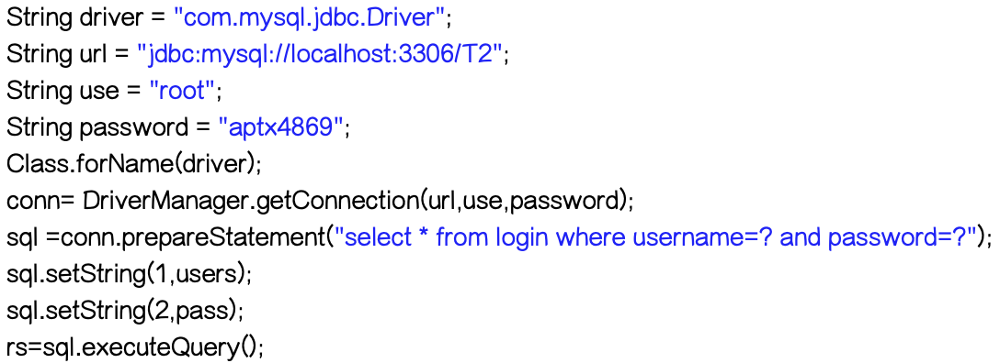 String driver = "com.mysql.jdbc.Driver";
String url = "jdbc:mysql://localhost:3306/T2";
String use = "root";
String password = "aptx4869";
Class.forName(driver);
conn= DriverManager.getConnection(url,use,password);
sql =conn.prepareStatement("select * from login where username=? and password=?");
sql.setString(1,users);
sql.setString(2,pass);
rs=sql.executeQuery();